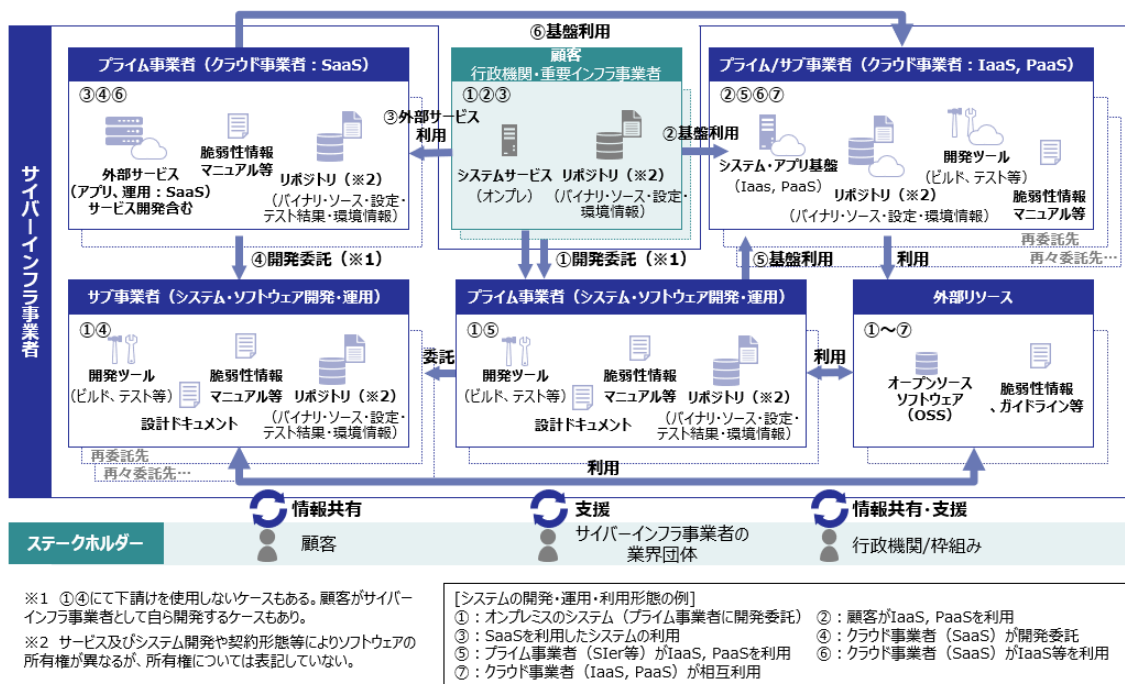 ⑥基盤利用
サイバーインフラ事業者
プライム事業者（クラウド事業者：SaaS）
③④⑥
外部サービス
（アプリ、運用：SaaS）
サービス開発含む
脆弱性情報
マニュアル等
リポジトリ（※2）
（バイナリ・ソース・設定・
テスト結果・環境情報）
③外部サービス
利用
顧客
行政機関・重要インフラ事業者
①②③
システムサービス
（オンプレ）
リポジトリ（※2）
（バイナリ・ソース・設定・
環境情報）
②基盤利用
プライム/サブ事業者（クラウド事業者：IaaS, PaaS）
②⑤⑥⑦
システム・アプリ基盤
（Iaas, PaaS）
リポジトリ（※2）
（バイナリ・ソース・設定・環境情報）
開発ツール
（ビルド、テスト等）
脆弱性情報
マニュアル等
再委託先
再々委託先…
④開発委託（※1）
①開発委託（※1）
⑤基盤利用
利用
サブ事業者（システム・ソフトウェア開発・運用）
①④
開発ツール
（ビルド、テスト等）
設計ドキュメント
脆弱性情報
マニュアル等
リポジトリ（※2）
（バイナリ・ソース・設定・
テスト結果・環境情報）
再委託先
再々委託先…
委託
プライム事業者（システム・ソフトウェア開発・運用）
①⑤
開発ツール
（ビルド、テスト等）
設計ドキュメント
脆弱性情報
マニュアル等
リポジトリ（※2）
（バイナリ・ソース・設定・
テスト結果・環境情報）
利用
外部リソース
①～⑦
オープンソース
ソフトウェア
（OSS）
脆弱性情報
、ガイドライン等
利用
情報共有
支援
情報共有・支援
ステークホルダー
顧客
サイバーインフラ事業者の
業界団体
行政機関/枠組み
※1 ①④にて下請けを使用しないケースもある。顧客がサイバー
インフラ事業者として自ら開発するケースもあり。
※2 サービス及びシステム開発や契約形態等によりソフトウェアの
所有権が異なるが、所有権については表記していない。
[システムの開発・運用・利用形態の例]
①：オンプレミスのシステム（プライム事業者に開発委託） ②：顧客がIaaS, PaaSを利用
③：SaaSを利用したシステムの利用 ④：クラウド事業者（SaaS）が開発委託
⑤：プライム事業者（SIer等）がIaaS, PaaSを利用 ⑥：クラウド事業者（SaaS）がIaaS等を利用
⑦：クラウド事業者（IaaS, PaaS）が相互利用